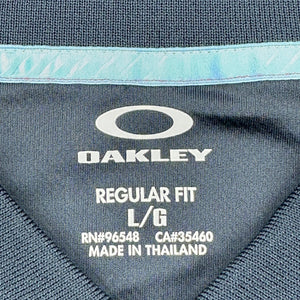 OAKLEY
REGULAR FIT
L/G
RN#96548 CA#35460
MADE IN THAILAND